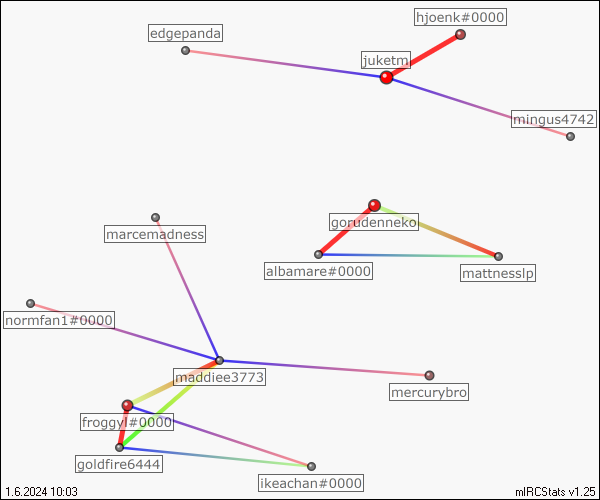 hjoenk#0000
edgepanda
juketm
mingus4742
gorudenneko
marcemadness
albamare#0000
mattnesslp
normfan1#0000
maddiee3773
mercurybro
froggyl#0000
goldfire6444
ikeachan#0000
1.6.2024 10:03
mIRCStats v1.25